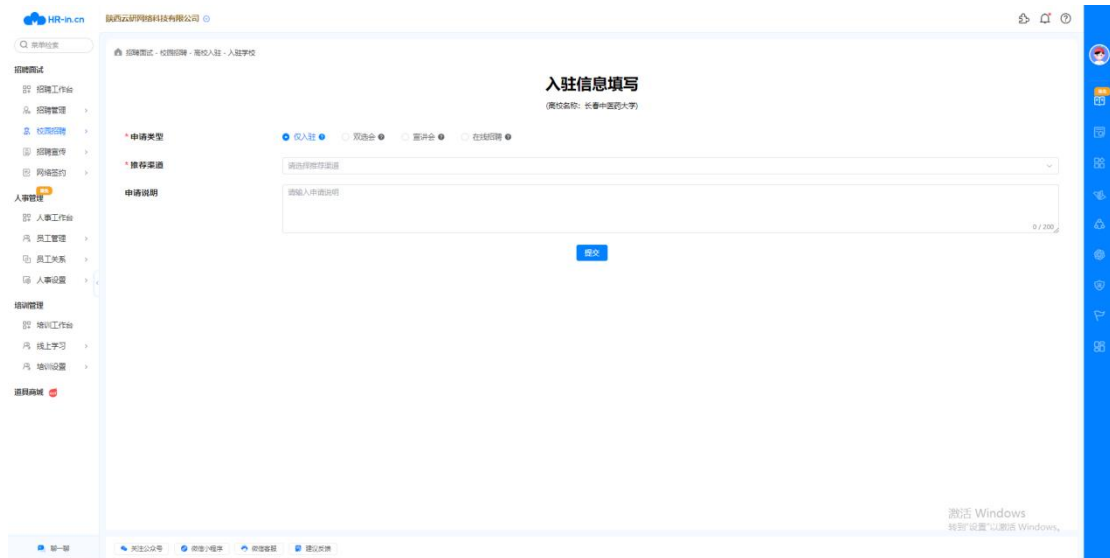 HR-in.cn
陕西云研网络科技有限公司
菜单检索
招聘面试 - 校园招聘 - 高校入驻 - 入驻学校
招聘面试
招聘工作台
招聘管理
校园招聘
招聘宣传
网络签约
人事管理
人事工作台
员工管理
员工关系
人事设置
培训管理
培训工作台
线上学习
培训设置
道具商城
入驻信息填写
(高校名称：长春中医药大学)
*申请类型
仅入驻 双选会 宣讲会 在线招聘
*推荐渠道
请选择推荐渠道
申请说明
请输入申请说明
0 / 200
提交
激活 Windows
转到"设置"以激活 Windows。
聊一聊
关注公众号 微信小程序 微信客服 建议反馈